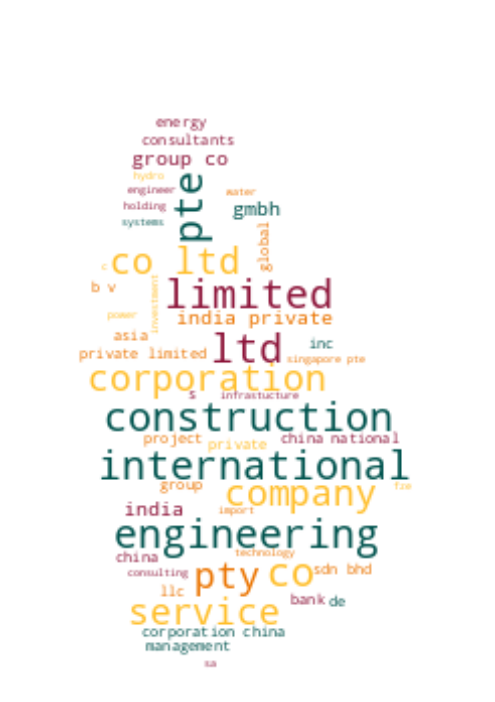 energy
consultants
group co
hydro
engineer
water
pte
holding
gmbh
systems
global
co ltd
c
b v
investment
limited
power
india private
asia
inc
ltd
private limited
singapore pte
corporation
s
infrastucture
construction
project
china national
private
international
group
company
fze
india
import
engineering
technology
china
consulting
pty
co
sdn bhd
llc
bank
de
service
corporation china
management
sa